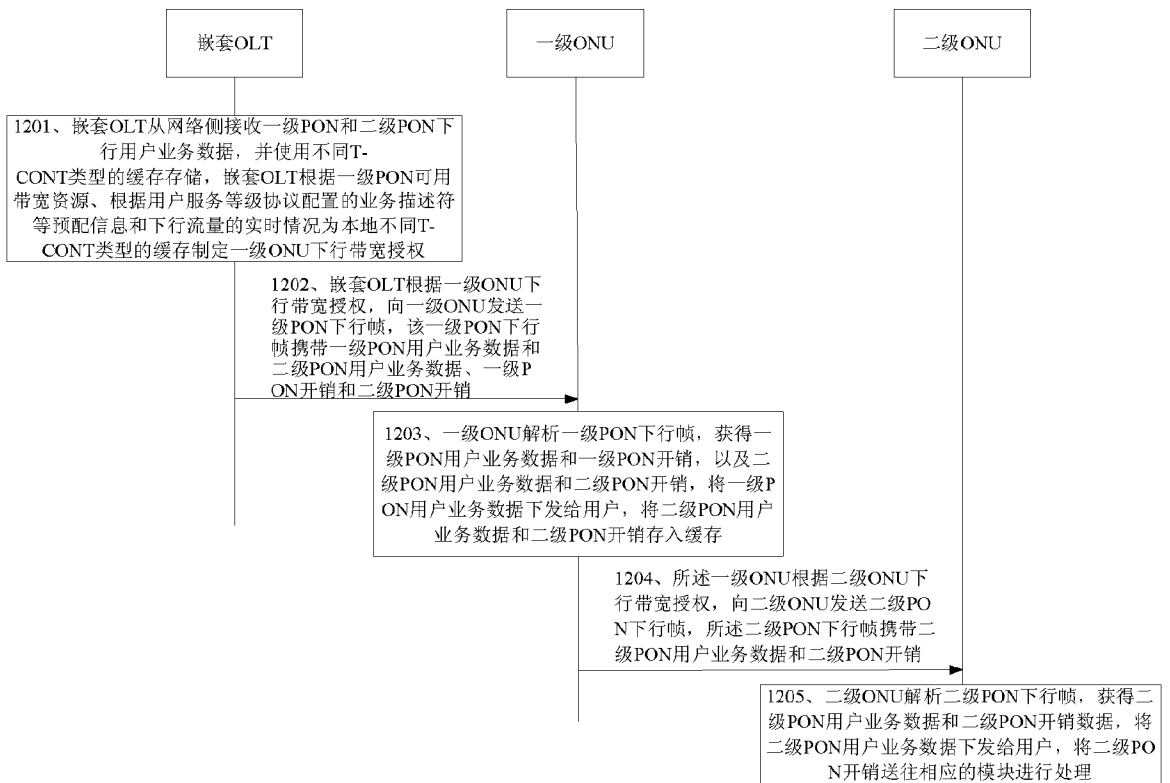 嵌套OLT
一级ONU
二级ONU
1201、嵌套OLT从网络侧接收一级PON和二级PON下
行用户业务数据，并使用不同T-
CONT类型的缓存存储，嵌套OLT根据一级PON可用
带宽资源、根据用户服务等级协议配置的业务描述符
等预配信息和下行流量的实时情况为本地不同T-
CONT类型的缓存制定一级ONU下行带宽授权
1202、嵌套OLT根据一级ONU下
行带宽授权，向一级ONU发送一
级PON下行帧，该一级PON下行
帧携带一级PON用户业务数据和
二级PON用户业务数据、一级P
ON开销和二级PON开销
1203、一级ONU解析一级PON下行帧，获得一
级PON用户业务数据和一级PON开销，以及二
级PON用户业务数据和二级PON开销，将一级P
ON用户业务数据下发给用户，将二级PON用户
业务数据和二级PON开销存入缓存
1204、所述一级ONU根据二级ONU下
行带宽授权，向二级ONU发送二级PO
N下行帧，所述二级PON下行帧携带二
级PON用户业务数据和二级PON开销
1205、二级ONU解析二级PON下行帧，获得二
级PON用户业务数据和二级PON开销数据，将
二级PON用户业务数据下发给用户，将二级PO
N开销送往相应的模块进行处理